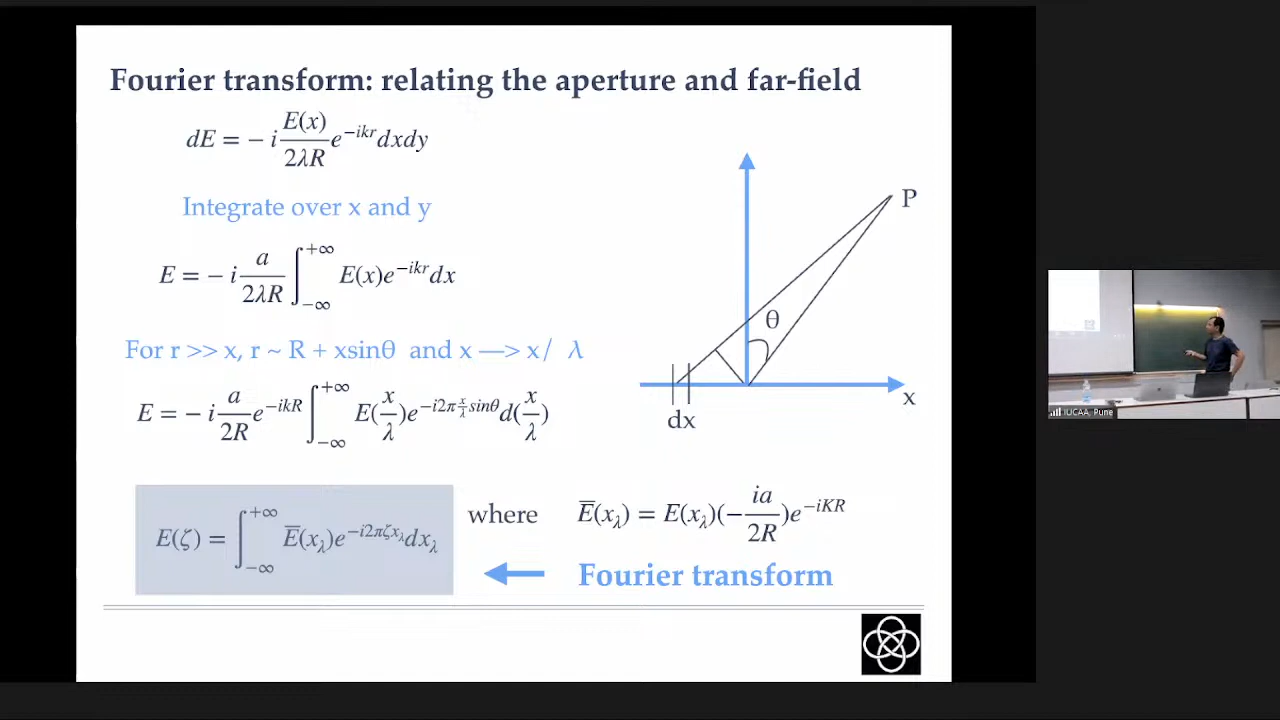 Fourier transform: relating the aperture and far-field
dE = − i E(x)/2λR e^{−ikr} dxdy
Integrate over x and y
E = − i a/2λR ∫_{−∞}^{+∞} E(x)e^{−ikr}dx
For r >> x, r ~ R + xsinθ and x —> x/ λ
E = − i a/2R e^{−ikR} ∫_{−∞}^{+∞} E(x/λ)e^{−i2π x/λ sinθ}d(x/λ)
E(ζ) = ∫_{−∞}^{+∞} E̅(x_λ)e^{−i2πζx_λ}dx_λ
where E̅(x_λ) = E(x_λ)(− ia/2R)e^{−iKR}
Fourier transform
P
θ
x
dx
IUCAA, Pune